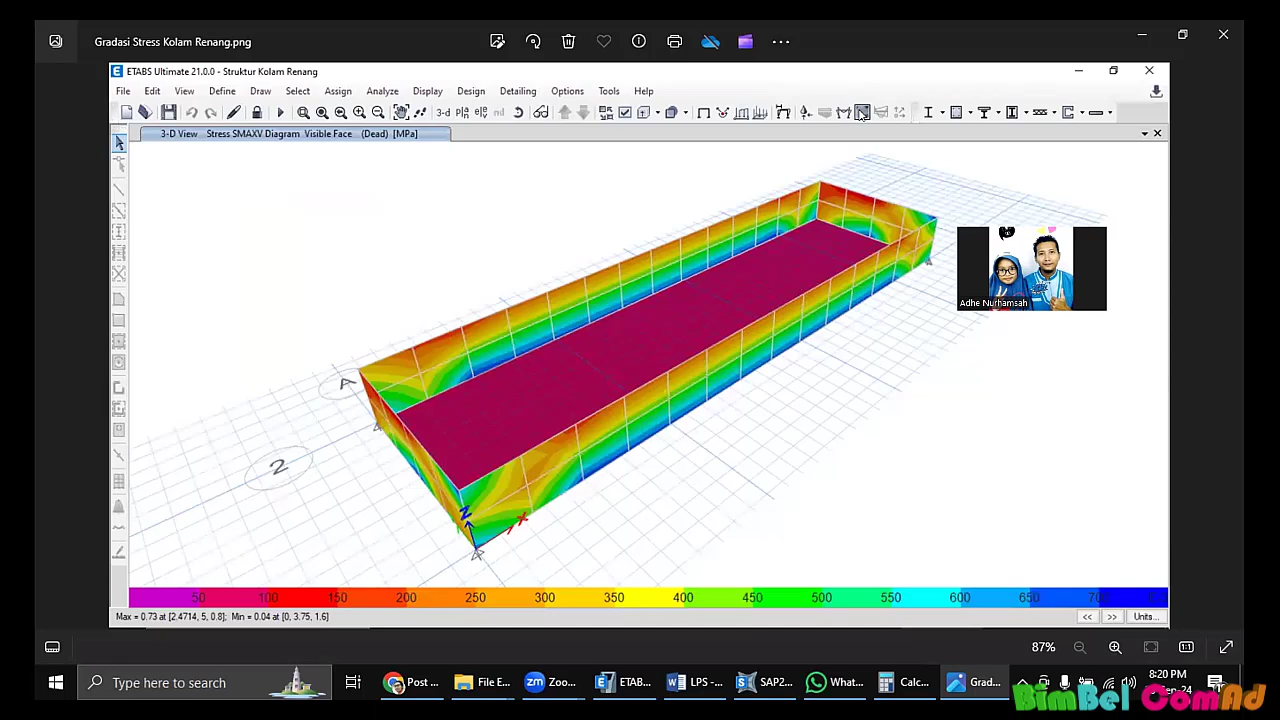 Gradasi Stress Kolam Renang.png
ETABS Ultimate 21.0.0 - Struktur Kolam Renang
File Edit View Define Draw Select Assign Analyze Display Design Detailing Options Tools Help
3-d
nd
3-D View Stress SMAXV Diagram Visible Face (Dead) [MPa]
Adhe Nurhamsah
A
2
Z
X
50 100 150 200 250 300 350 400 450 500 550 600 650
Max = 0.73 at [2.4714, 5, 0.8]; Min = 0.04 at [0, 3.75, 1.6]
<< >> Units...
87%
Type here to search
Post ...
File E...
Zoo...
ETAB...
LPS -...
SAP2...
What...
Calc...
Grad...
8:20 PM
BimBel ComAd